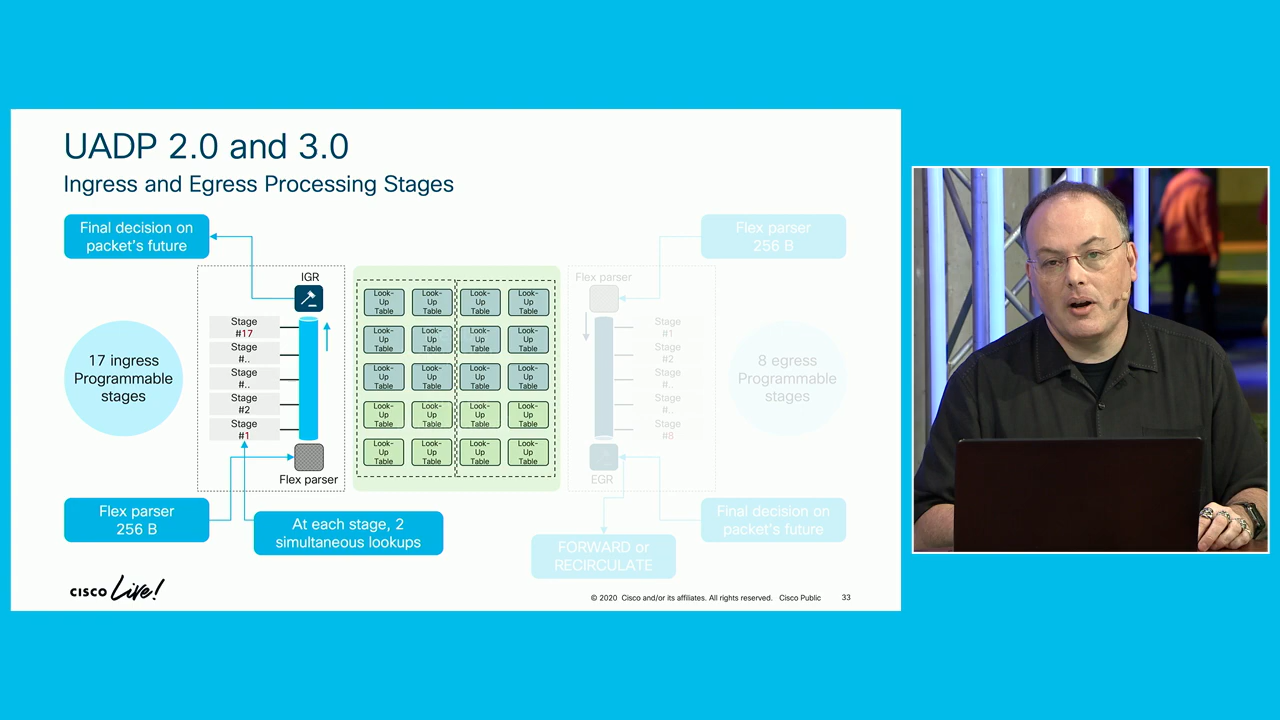 UADP 2.0 and 3.0
Ingress and Egress Processing Stages
Final decision on
packet's future
IGR
Stage
#17
Stage
#..
Stage
#..
Stage
#2
Stage
#1
Flex parser
17 ingress
Programmable
stages
Flex parser
256 B
At each stage, 2
simultaneous lookups
Look-
Up
Table
Look-
Up
Table
Look-
Up
Table
Look-
Up
Table
Look-
Up
Table
Look-
Up
Table
Look-
Up
Table
Look-
Up
Table
Look-
Up
Table
Look-
Up
Table
Look-
Up
Table
Look-
Up
Table
Look-
Up
Table
Look-
Up
Table
Look-
Up
Table
Look-
Up
Table
Look-
Up
Table
Look-
Up
Table
Look-
Up
Table
Look-
Up
Table
Flex parser
256 B
Flex parser
Stage
#1
Stage
#2
Stage
#..
Stage
#..
Stage
#8
EGR
8 egress
Programmable
stages
Final decision on
packet's future
FORWARD or
RECIRCULATE
CISCO Live!
© 2020 Cisco and/or its affiliates. All rights reserved. Cisco Public 33